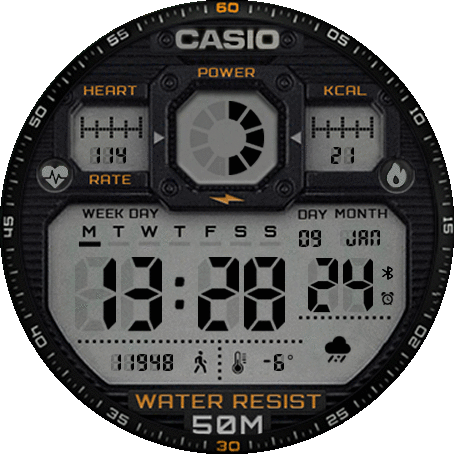 60
55 05
CASIO
POWER
HEART KCAL
50 10
114 21
RATE
45 15
WEEK DAY DAY MONTH
M T W T F S S 09 JAN
13:28 24
40 20
11948 -6°
WATER RESIST
35 50M 25
30